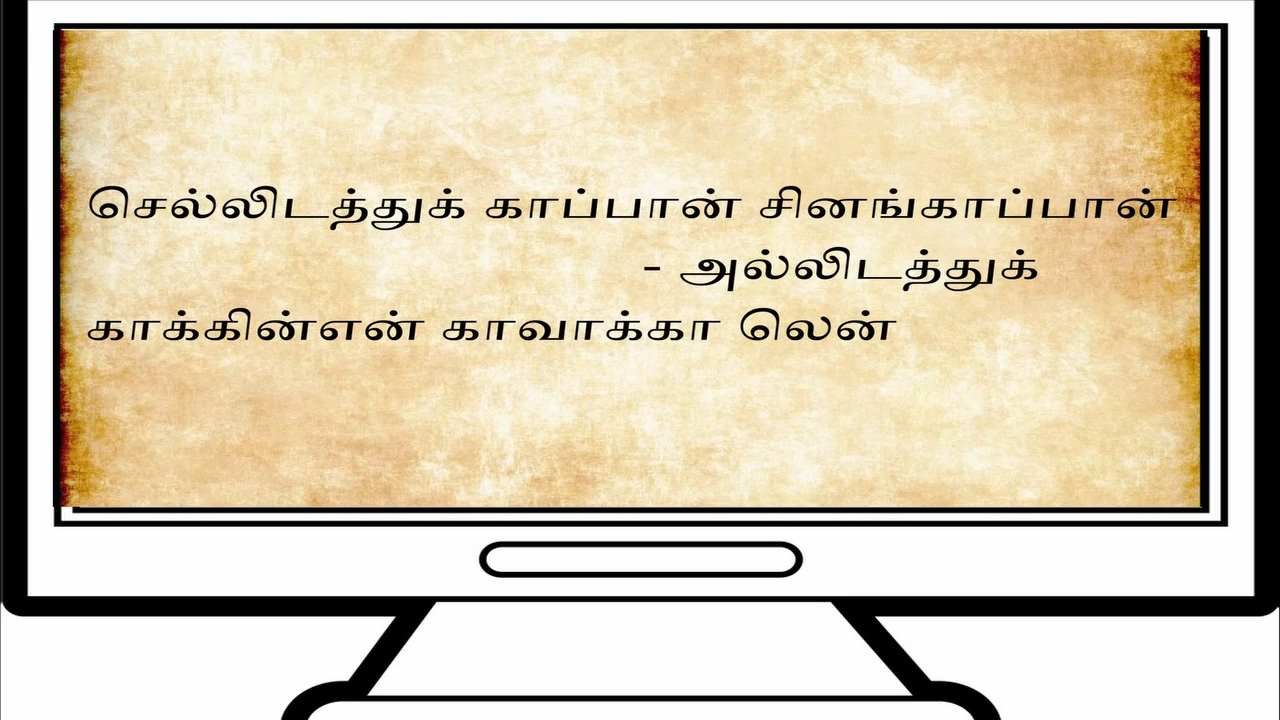 செல்லிடத்துக் காப்பான் சினங்காப்பான்
- அல்லிடத்துக்
காக்கின்என் காவாக்கா லென்